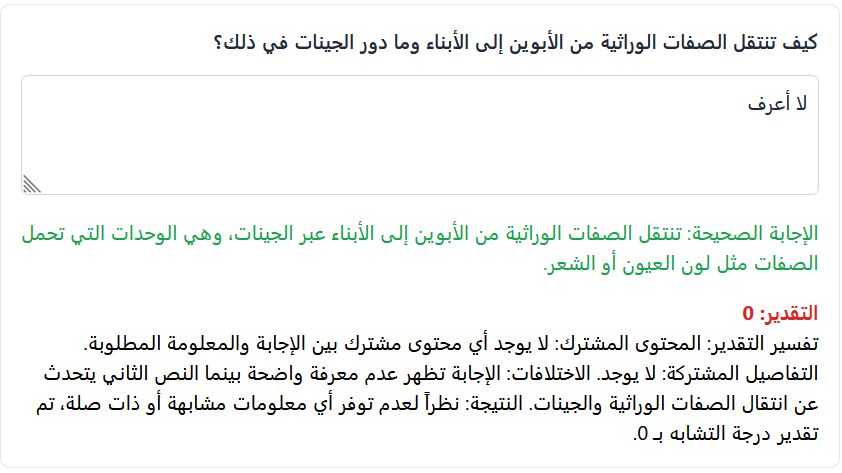 كيف تنتقل الصفات الوراثية من الأبوين إلى الأبناء وما دور الجينات في ذلك؟
لا أعرف
الإجابة الصحيحة: تنتقل الصفات الوراثية من الأبوين إلى الأبناء عبر الجينات، وهي الوحدات التي تحمل
الصفات مثل لون العيون أو الشعر.
التقدير: 0
تفسير التقدير: المحتوى المشترك: لا يوجد أي محتوى مشترك بين الإجابة والمعلومة المطلوبة.
التفاصيل المشتركة: لا يوجد. الاختلافات: الإجابة تظهر عدم معرفة واضحة بينما النص الثاني يتحدث
عن انتقال الصفات الوراثية والجينات. النتيجة: نظراً لعدم توفر أي معلومات مشابهة أو ذات صلة، تم
تقدير درجة التشابه بـ 0.